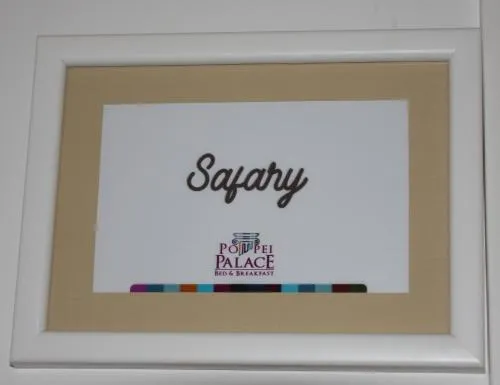 Safary
POMPEI
PALACE
BED & BREAKFAST